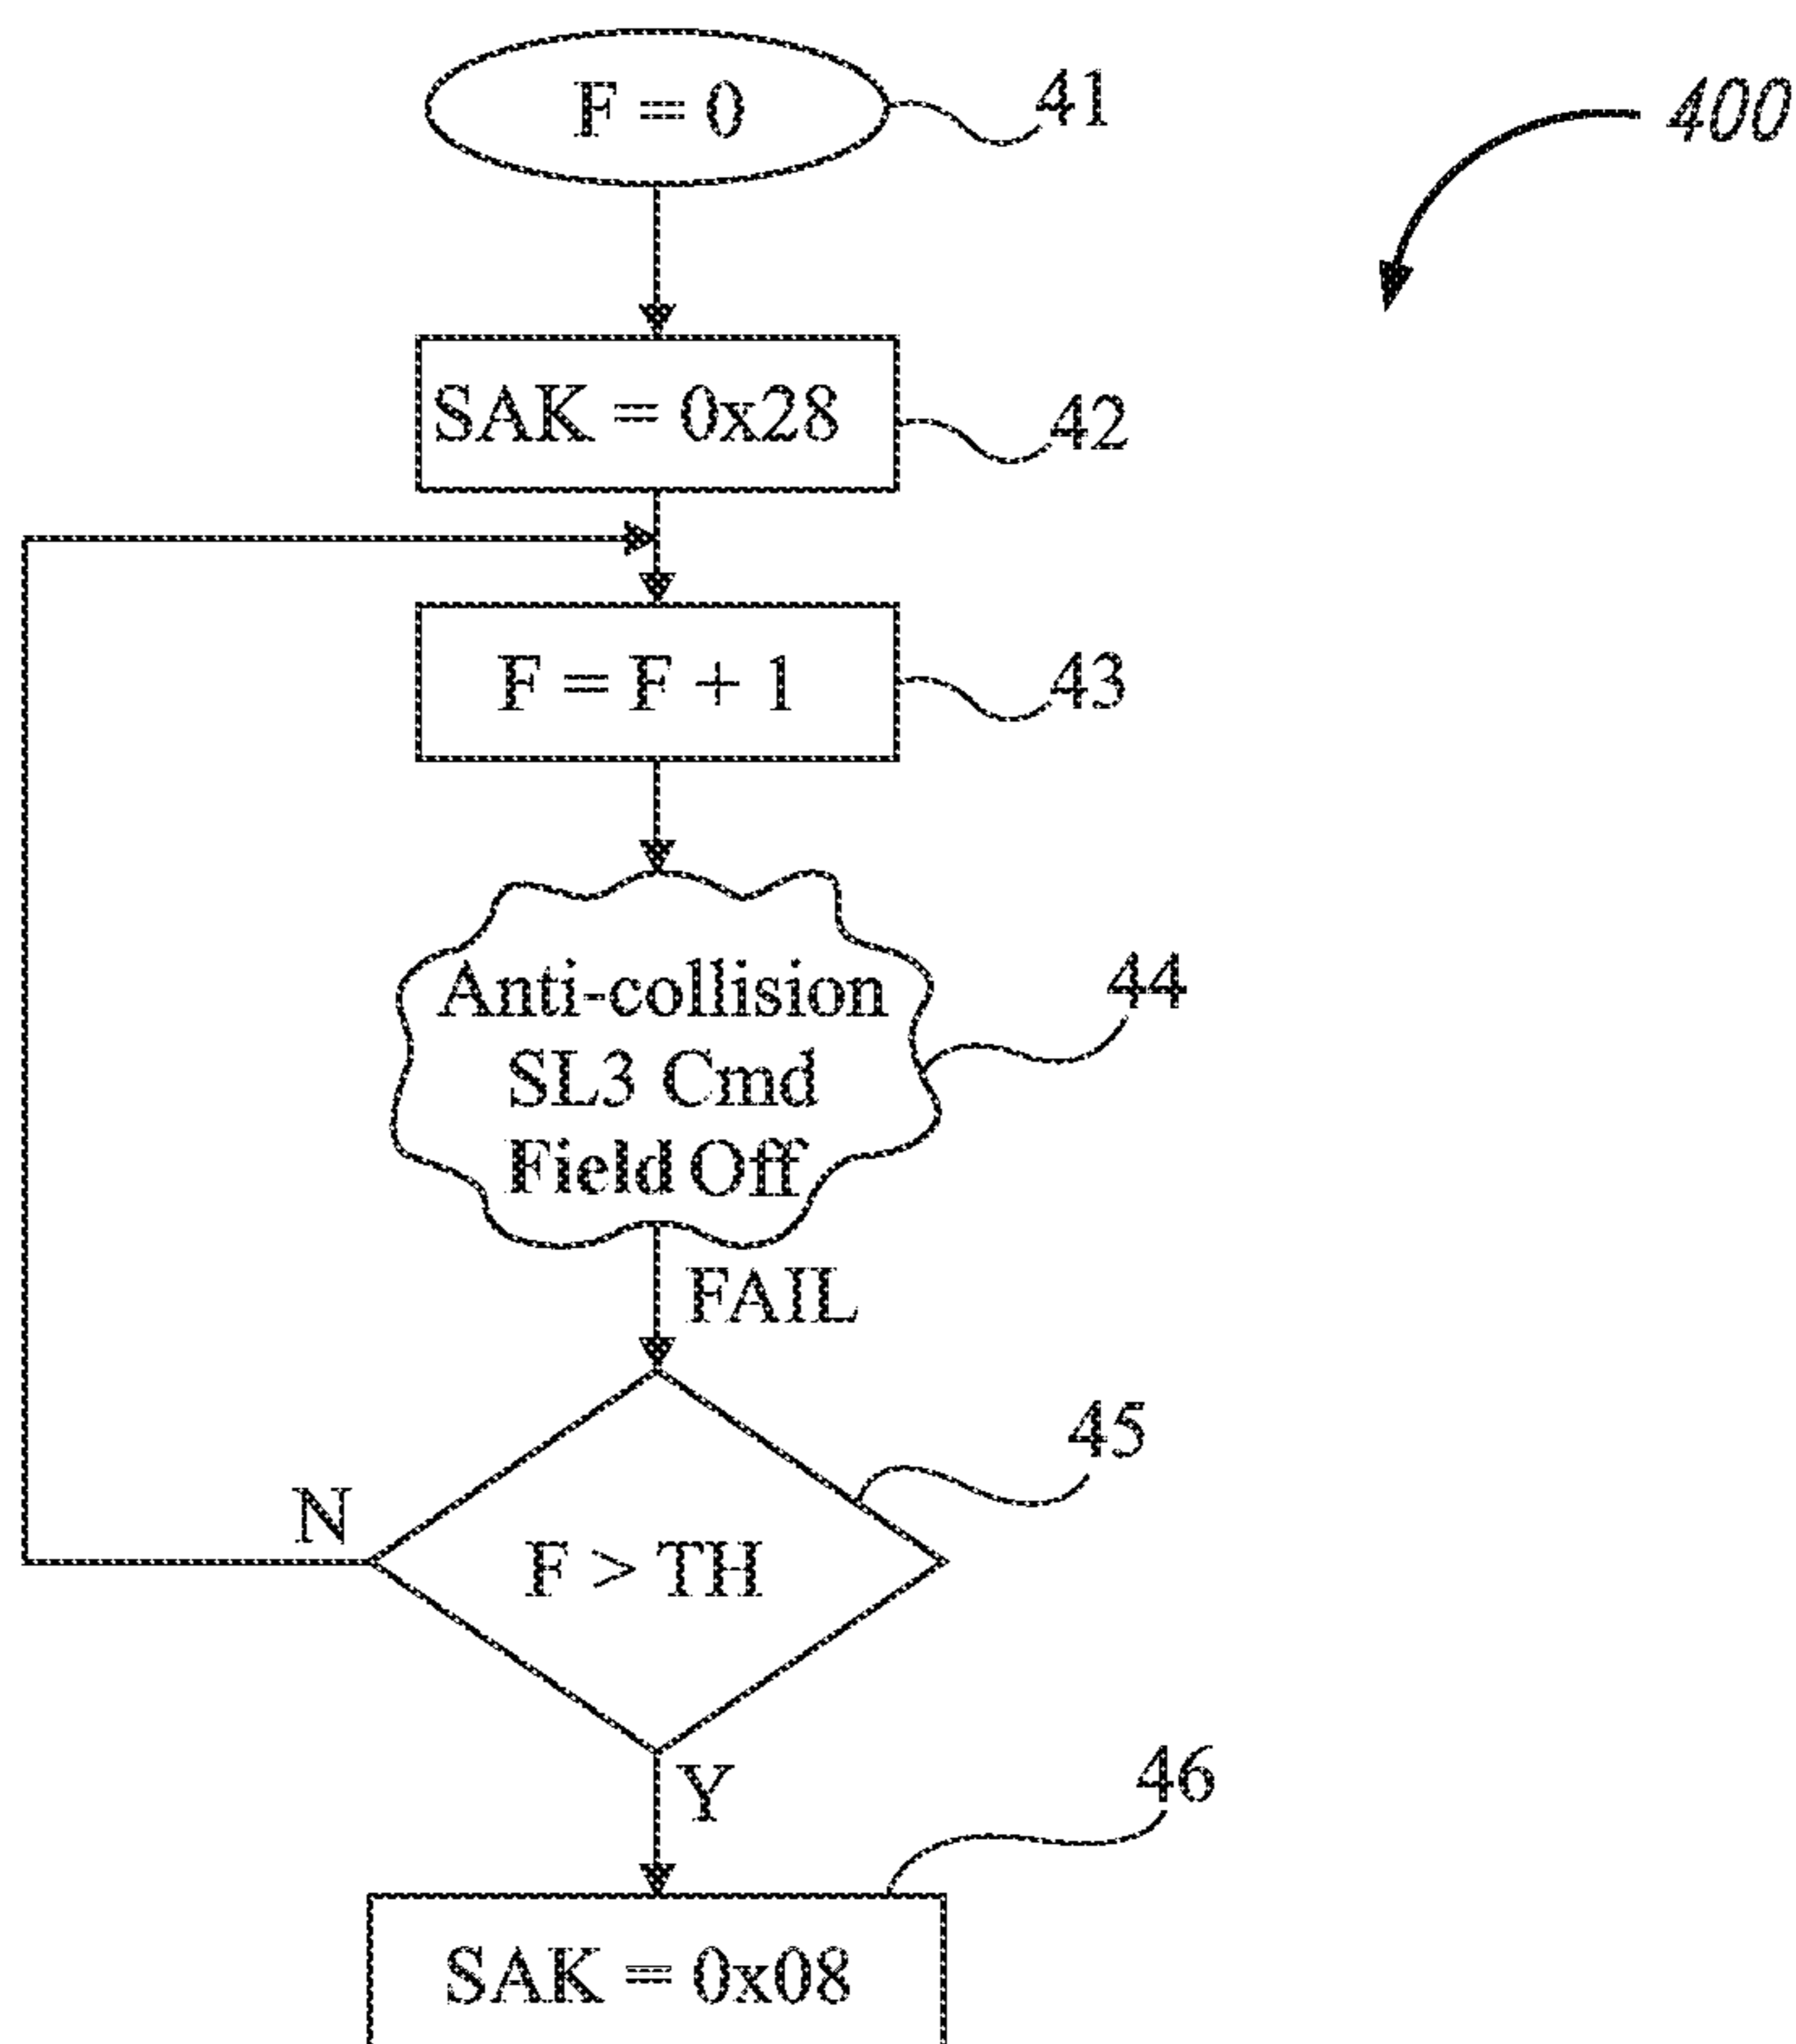 F = 0
41
400
SAK = 0x28
42
F = F + 1
43
Anti-collision
SL3 Cmd
Field Off
44
FAIL
45
N
F > TH
Y
46
SAK = 0x08